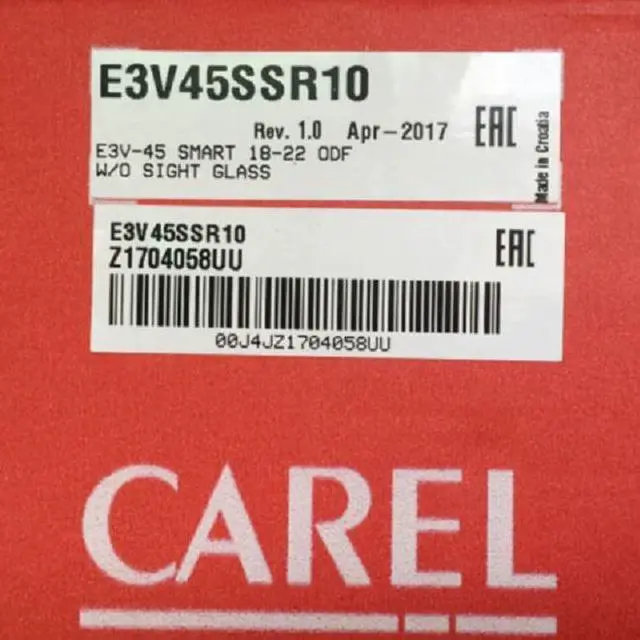 E3V45SSR10
Rev. 1.0 Apr-2017
EAC
Made in Croatia
E3V-45 SMART 18-22 ODF
W/O SIGHT GLASS
E3V45SSR10
Z1704058UU
EAC
00J4JZ1704058UU
CAREL